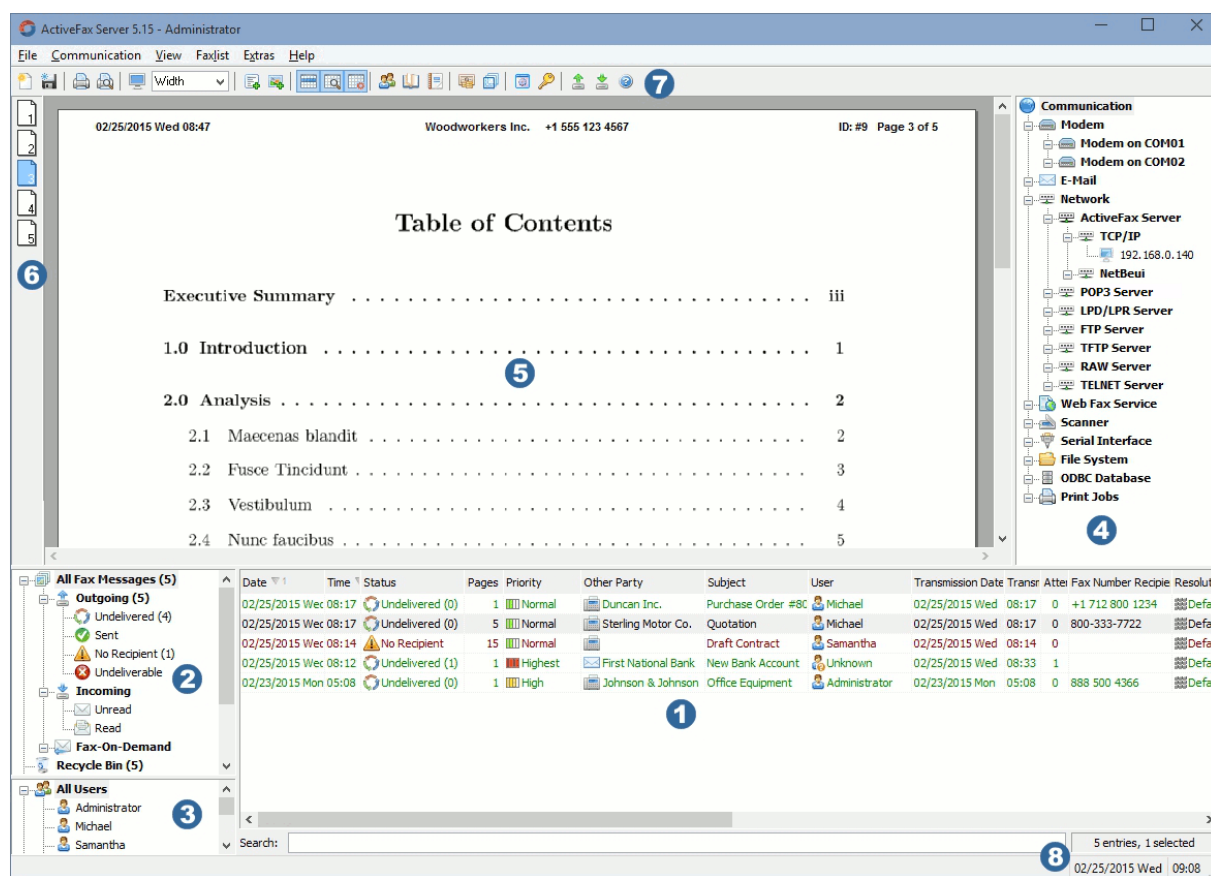 ActiveFax Server 5.15 - Administrator
File Communication View Faxlist Extras Help
Width
7
1
2
3
4
5
6
02/25/2015 Wed 08:47 Woodworkers Inc. +1 555 123 4567 ID: #9 Page 3 of 5
Table of Contents
Executive Summary . . . . . . . . . . . . . . . . . . . . . . . . . . . . . . . . . iii
1.0 Introduction . . . . . . . . . . . . . . . . . . . . . . . . . . . . . . . . . . . 1
5
2.0 Analysis . . . . . . . . . . . . . . . . . . . . . . . . . . . . . . . . . . . . . . 2
2.1 Maecenas blandit . . . . . . . . . . . . . . . . . . . . . . . . . . . . . . . 2
2.2 Fusce Tincidunt . . . . . . . . . . . . . . . . . . . . . . . . . . . . . . . . 3
2.3 Vestibulum . . . . . . . . . . . . . . . . . . . . . . . . . . . . . . . . . . . 4
2.4 Nunc faucibus . . . . . . . . . . . . . . . . . . . . . . . . . . . . . . . . . 5
Communication
Modem
Modem on COM01
Modem on COM02
E-Mail
Network
ActiveFax Server
TCP/IP
192.168.0.140
NetBeui
POP3 Server
LPD/LPR Server
FTP Server
TFTP Server
RAW Server
TELNET Server
Web Fax Service
Scanner
Serial Interface
File System
ODBC Database
Print Jobs
4
All Fax Messages (5)
Outgoing (5)
Undelivered (4)
Sent
No Recipient (1)
Undeliverable
2
Incoming
Unread
Read
Fax-On-Demand
Recycle Bin (5)
All Users
Administrator
3
Michael
Samantha
Date Time Status Pages Priority Other Party Subject User Transmission Date Transm Atte Fax Number Recipie Resolut
02/25/2015 Wed 08:17 Undelivered (0) 1 Normal Duncan Inc. Purchase Order #80 Michael 02/25/2015 Wed 08:17 0 +1 712 800 1234 Defa
02/25/2015 Wed 08:17 Undelivered (0) 5 Normal Sterling Motor Co. Quotation Michael 02/25/2015 Wed 08:17 0 800-333-7722 Defa
02/25/2015 Wed 08:14 No Recipient 15 Normal Draft Contract Samantha 02/25/2015 Wed 08:14 0 Defa
02/25/2015 Wed 08:12 Undelivered (1) 1 Highest First National Bank New Bank Account Unknown 02/25/2015 Wed 08:33 1 Defa
02/23/2015 Mon 05:08 Undelivered (0) 1 High Johnson & Johnson Office Equipment Administrator 02/23/2015 Mon 05:08 0 888 500 4366 Defa
1
Search:
5 entries, 1 selected
8
02/25/2015 Wed 09:08